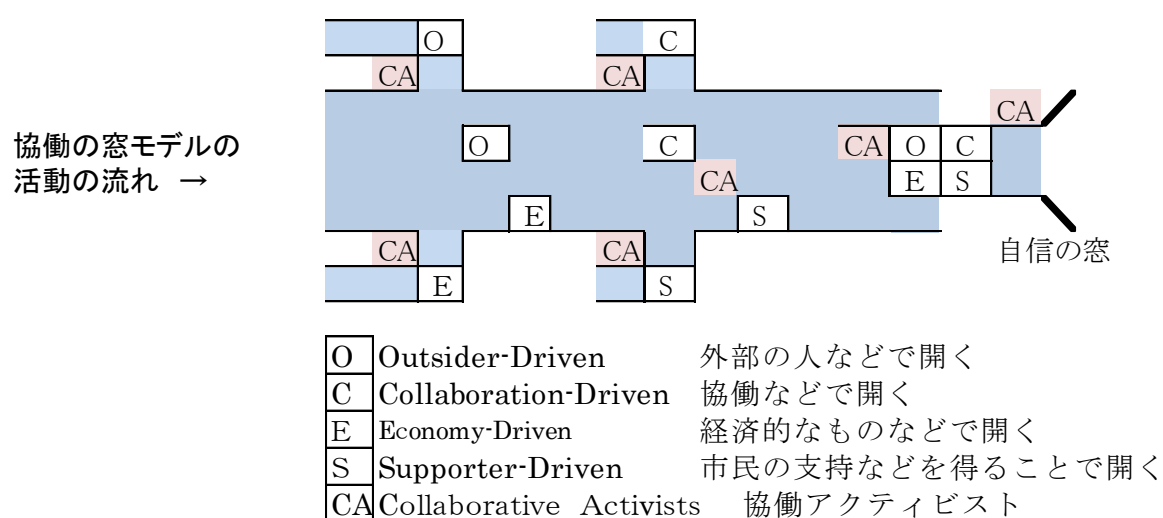 O C
CA CA
CA
協働の窓モデルの
活動の流れ →
O C CA O C
CA E S
E S
CA CA
自信の窓
E S
O Outsider-Driven 外部の人などで開く
C Collaboration-Driven 協働などで開く
E Economy-Driven 経済的なものなどで開く
S Supporter-Driven 市民の支持などを得ることで開く
CA Collaborative Activists 協働アクティビスト